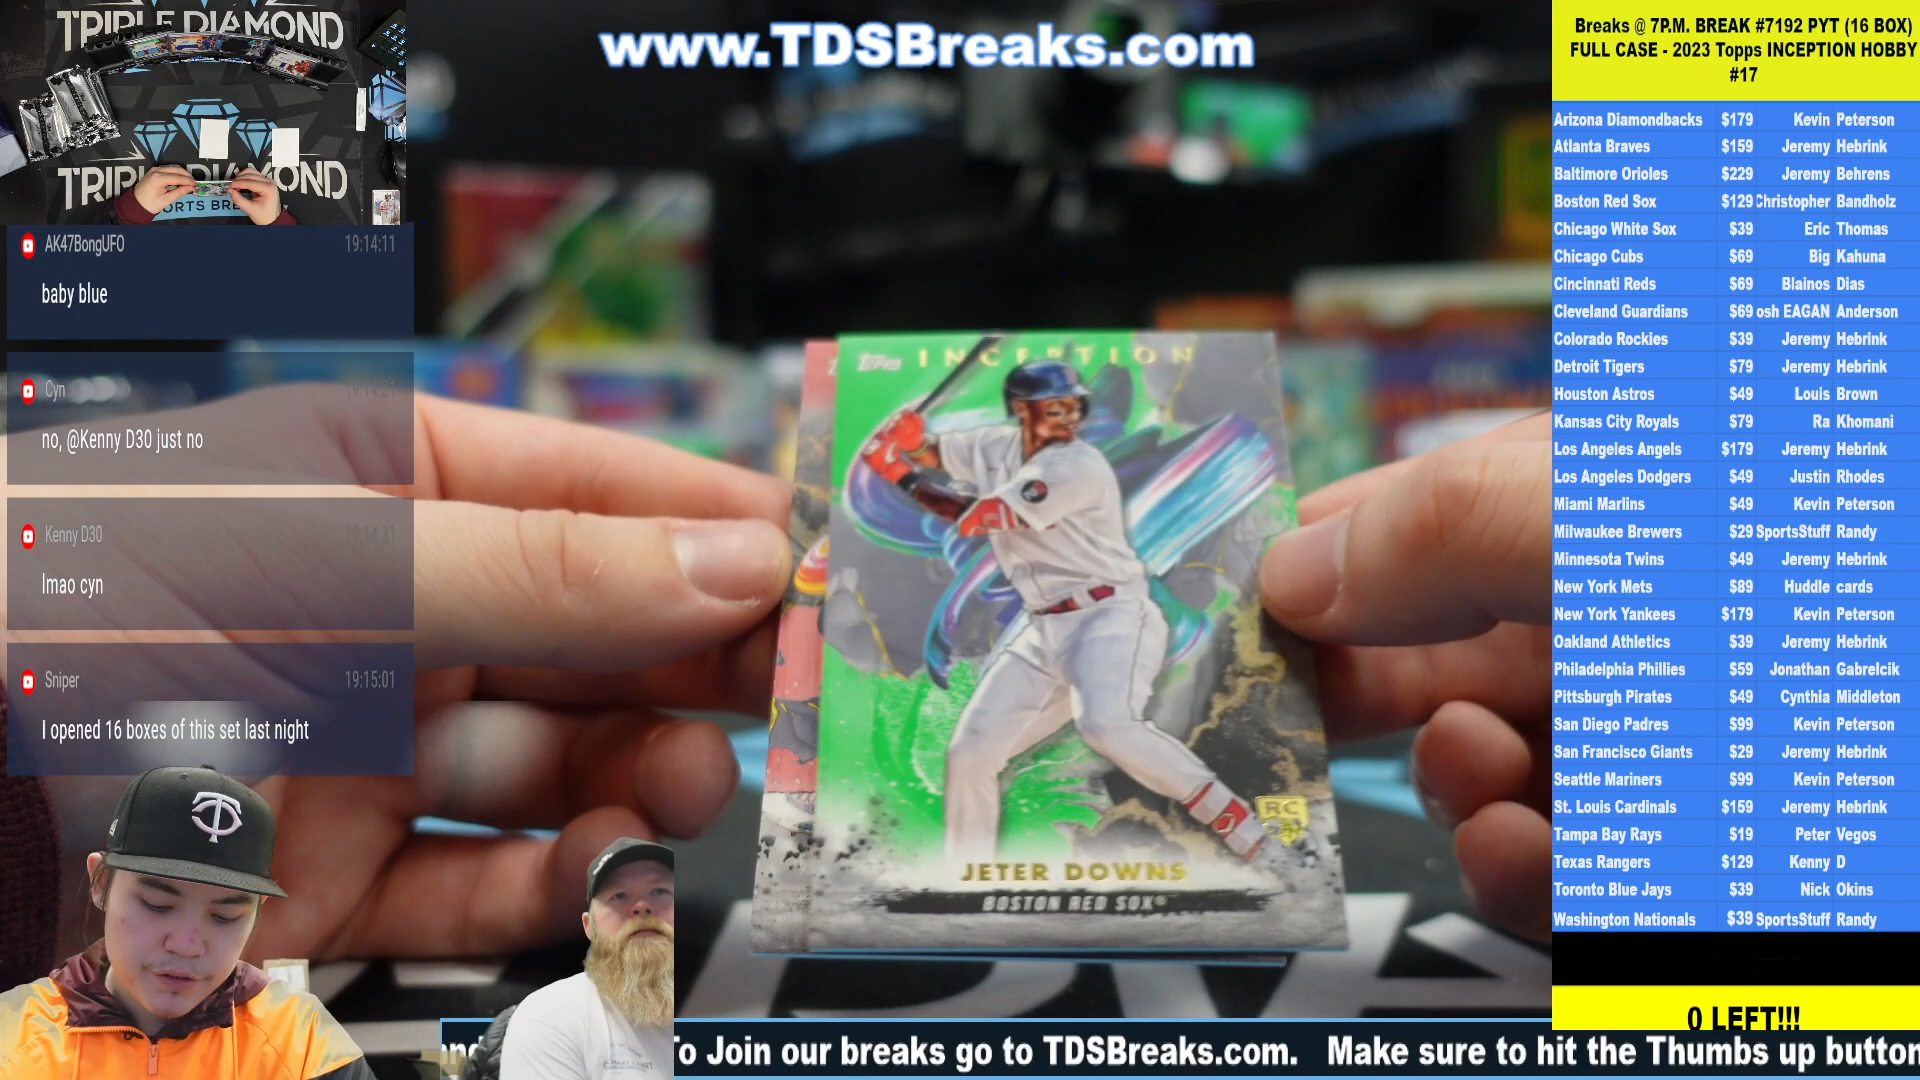 TRIPLE DIAMOND
TRIPLE DIAMOND
ORTS BRE
AK47BongUFO 19:14:11
baby blue
Cyn 19:14:21
no, @Kenny D30 just no
Kenny D30 19:14:31
lmao cyn
Sniper 19:15:01
I opened 16 boxes of this set last night
www.TDSBreaks.com
Topps INCEPTION
RC
JETER DOWNS
BOSTON RED SOX
Breaks @ 7P.M. BREAK #7192 PYT (16 BOX)
FULL CASE - 2023 Topps INCEPTION HOBBY
#17
Arizona Diamondbacks $179 Kevin Peterson
Atlanta Braves $159 Jeremy Hebrink
Baltimore Orioles $229 Jeremy Behrens
Boston Red Sox $129 Christopher Bandholz
Chicago White Sox $39 Eric Thomas
Chicago Cubs $69 Big Kahuna
Cincinnati Reds $69 Blainos Dias
Cleveland Guardians $69 osh EAGAN Anderson
Colorado Rockies $39 Jeremy Hebrink
Detroit Tigers $79 Jeremy Hebrink
Houston Astros $49 Louis Brown
Kansas City Royals $79 Ra Khomani
Los Angeles Angels $179 Jeremy Hebrink
Los Angeles Dodgers $49 Justin Rhodes
Miami Marlins $49 Kevin Peterson
Milwaukee Brewers $29 SportsStuff Randy
Minnesota Twins $49 Jeremy Hebrink
New York Mets $89 Huddle cards
New York Yankees $179 Kevin Peterson
Oakland Athletics $39 Jeremy Hebrink
Philadelphia Phillies $59 Jonathan Gabrelcik
Pittsburgh Pirates $49 Cynthia Middleton
San Diego Padres $99 Kevin Peterson
San Francisco Giants $29 Jeremy Hebrink
Seattle Mariners $99 Kevin Peterson
St. Louis Cardinals $159 Jeremy Hebrink
Tampa Bay Rays $19 Peter Vegos
Texas Rangers $129 Kenny D
Toronto Blue Jays $39 Nick Okins
Washington Nationals $39 SportsStuff Randy
0 LEFT!!!
To Join our breaks go to TDSBreaks.com. Make sure to hit the Thumbs up button